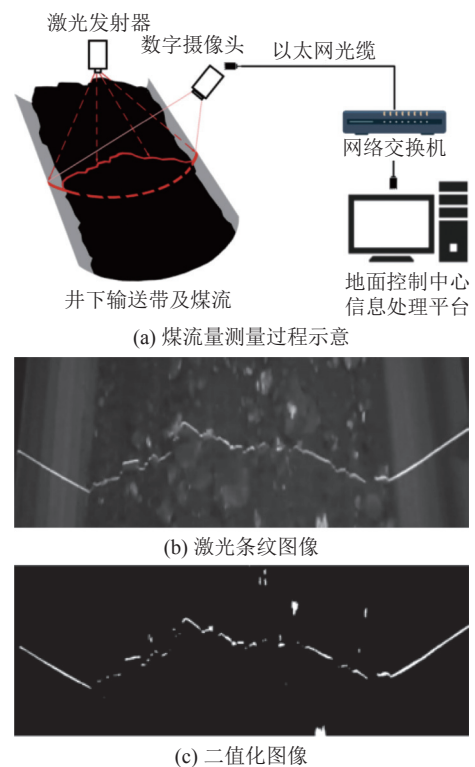 激光发射器
数字摄像头
以太网光缆
网络交换机
地面控制中心
信息处理平台
井下输送带及煤流
(a) 煤流量测量过程示意
(b) 激光条纹图像
(c) 二值化图像